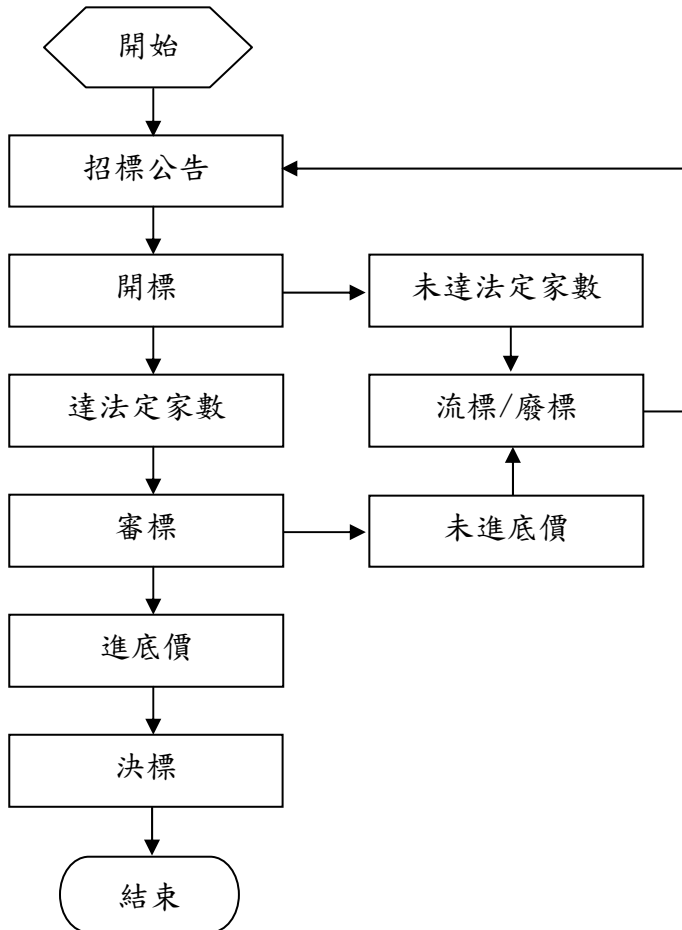 開始
招標公告
開標
未達法定家數
達法定家數
流標/廢標
審標
未進底價
進底價
決標
結束